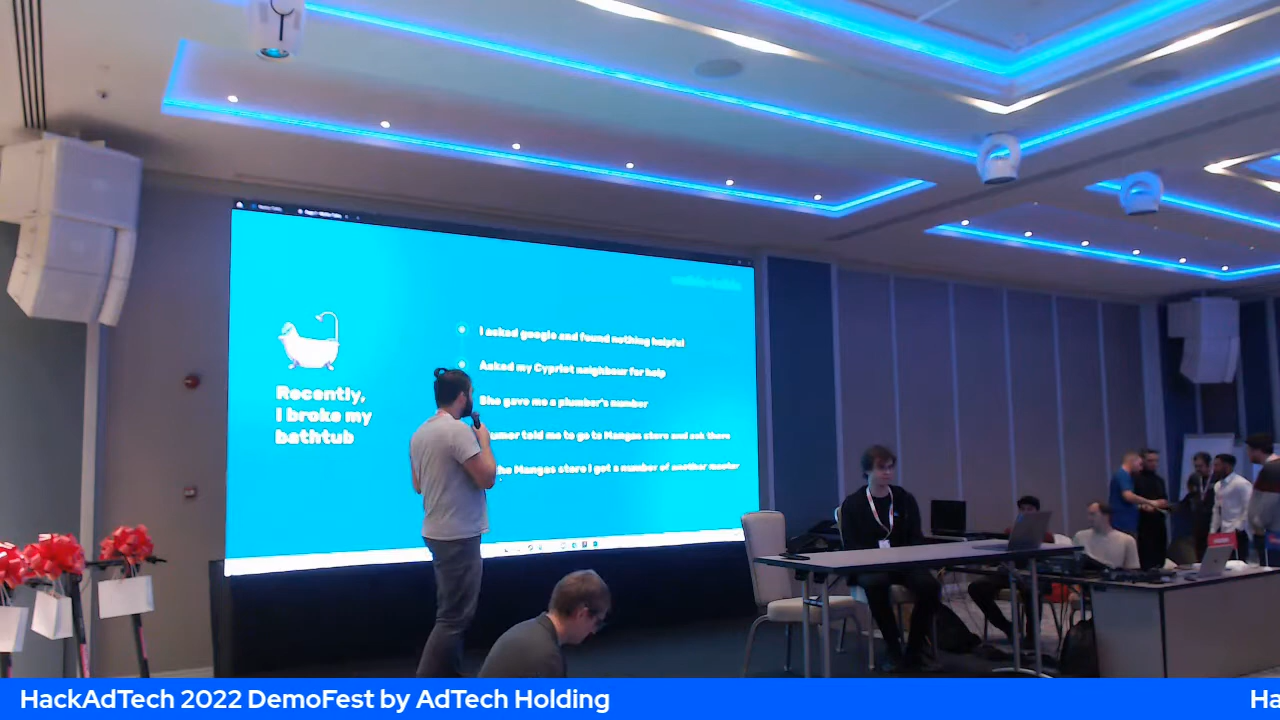 Recently,
I broke my
bathtub
I asked google and found nothing helpful
Asked my Cypriot neighbour for help
She gave me a plumber's number
told me to go to Mangas store and ask there
the Mangas store I got a number of another master
HackAdTech 2022 DemoFest by AdTech Holding
Ha